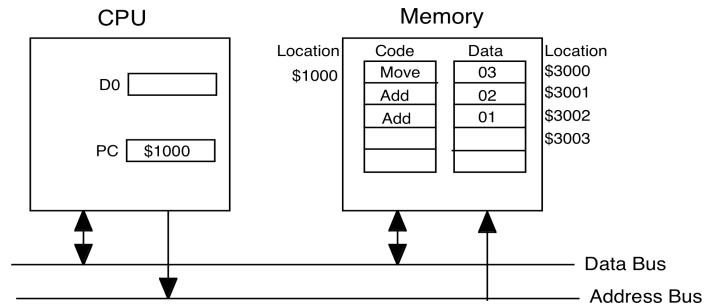 CPU
Memory
Location Code Data Location
$1000 Move 03 $3000
D0 Add 02 $3001
Add 01 $3002
PC $1000 $3003
Data Bus
Address Bus